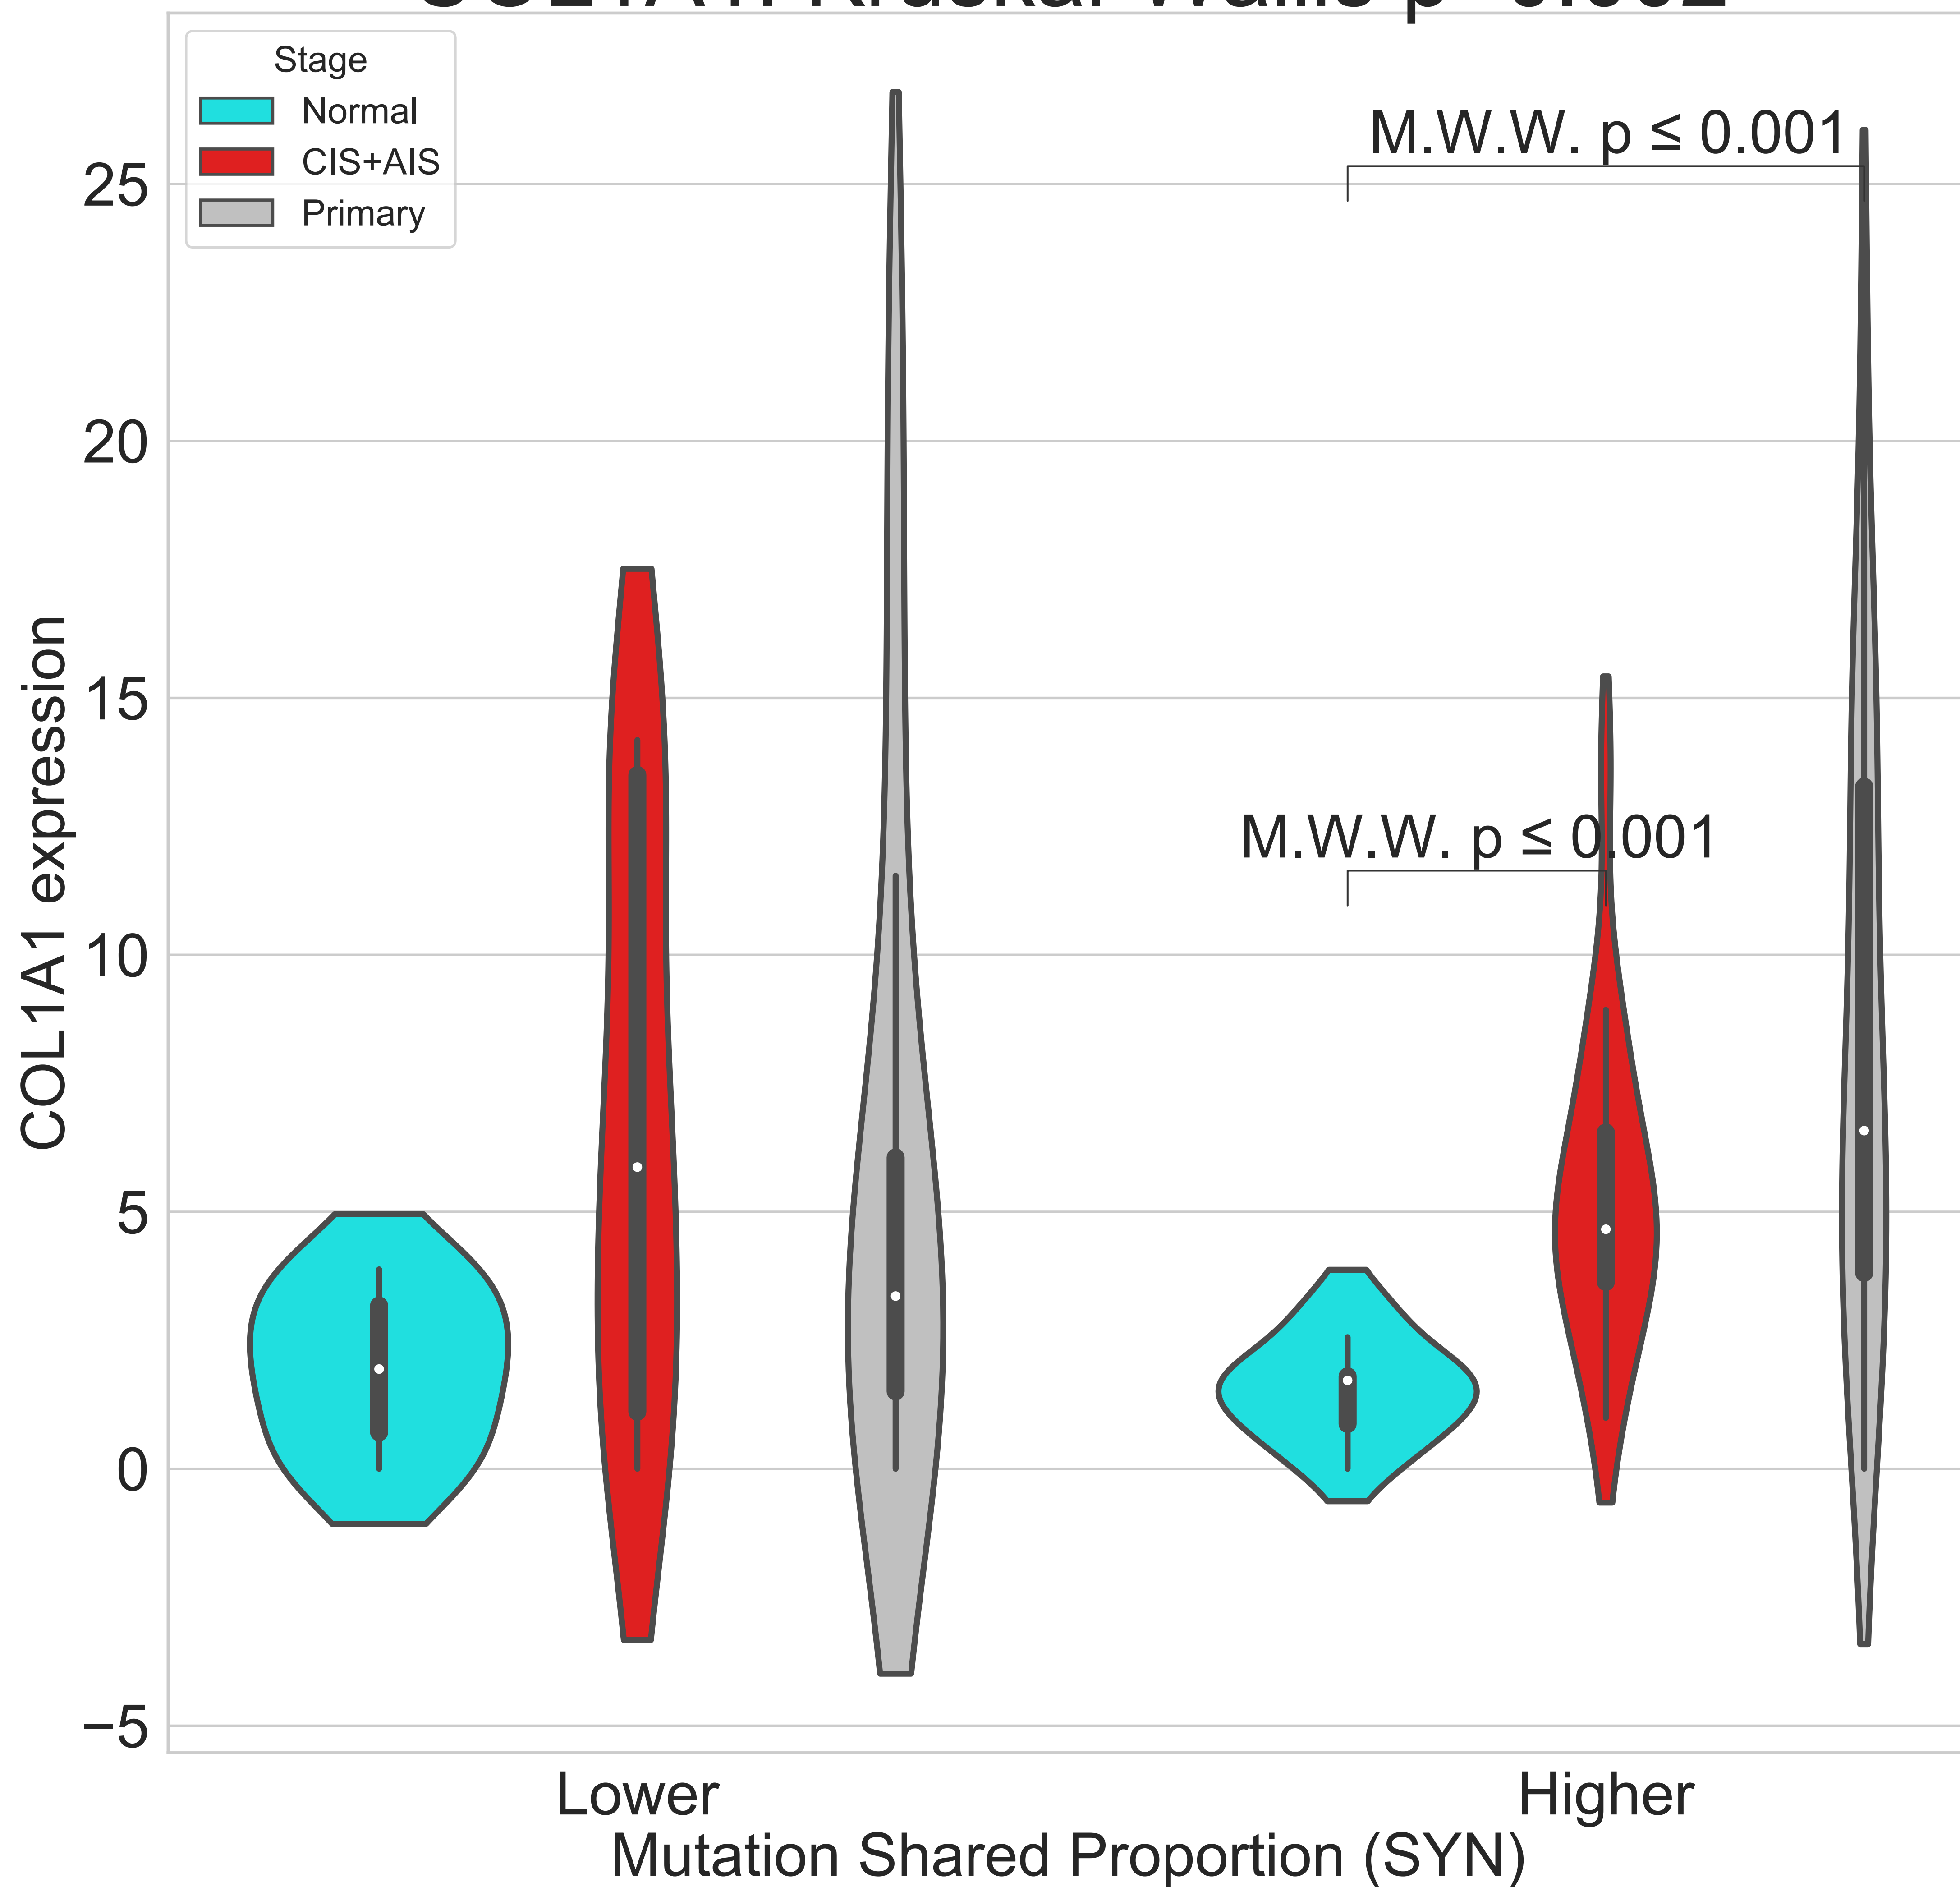 Stage
Normal
CIS+AIS
Primary
M.W.W. p ≤ 0.001
M.W.W. p ≤ 0.001
COL1A1 expression
25
20
15
10
5
0
−5
Lower
Higher
Mutation Shared Proportion (SYN)